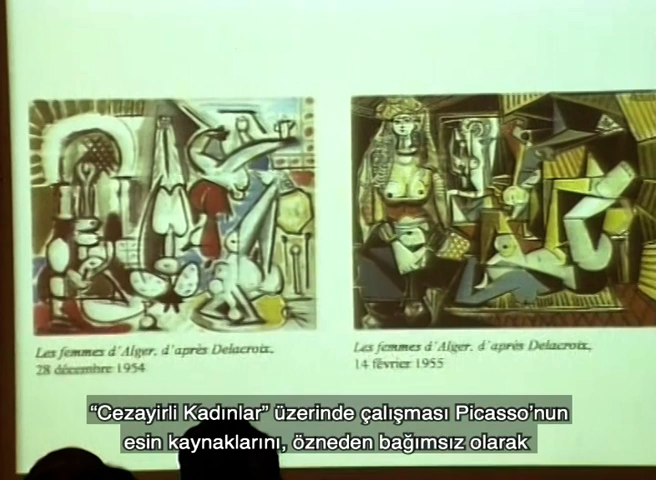 Les femmes d'Alger, d'après Delacroix,
28 décembre 1954
Les femmes d'Alger, d'après Delacroix,
14 février 1955
“Cezayirli Kadınlar” üzerinde çalışması Picasso’nun
esin kaynaklarını, özneden bağımsız olarak